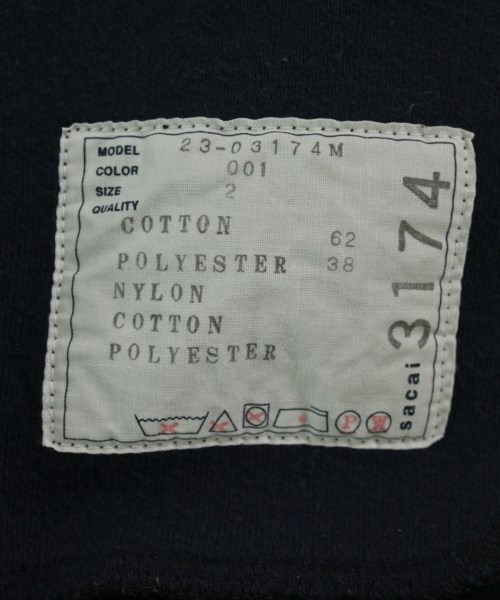 MODEL 23-03174M
COLOR 001
SIZE 2
QUALITY
COTTON 62
POLYESTER 38
NYLON
COTTON
POLYESTER
P W
sacai 3174